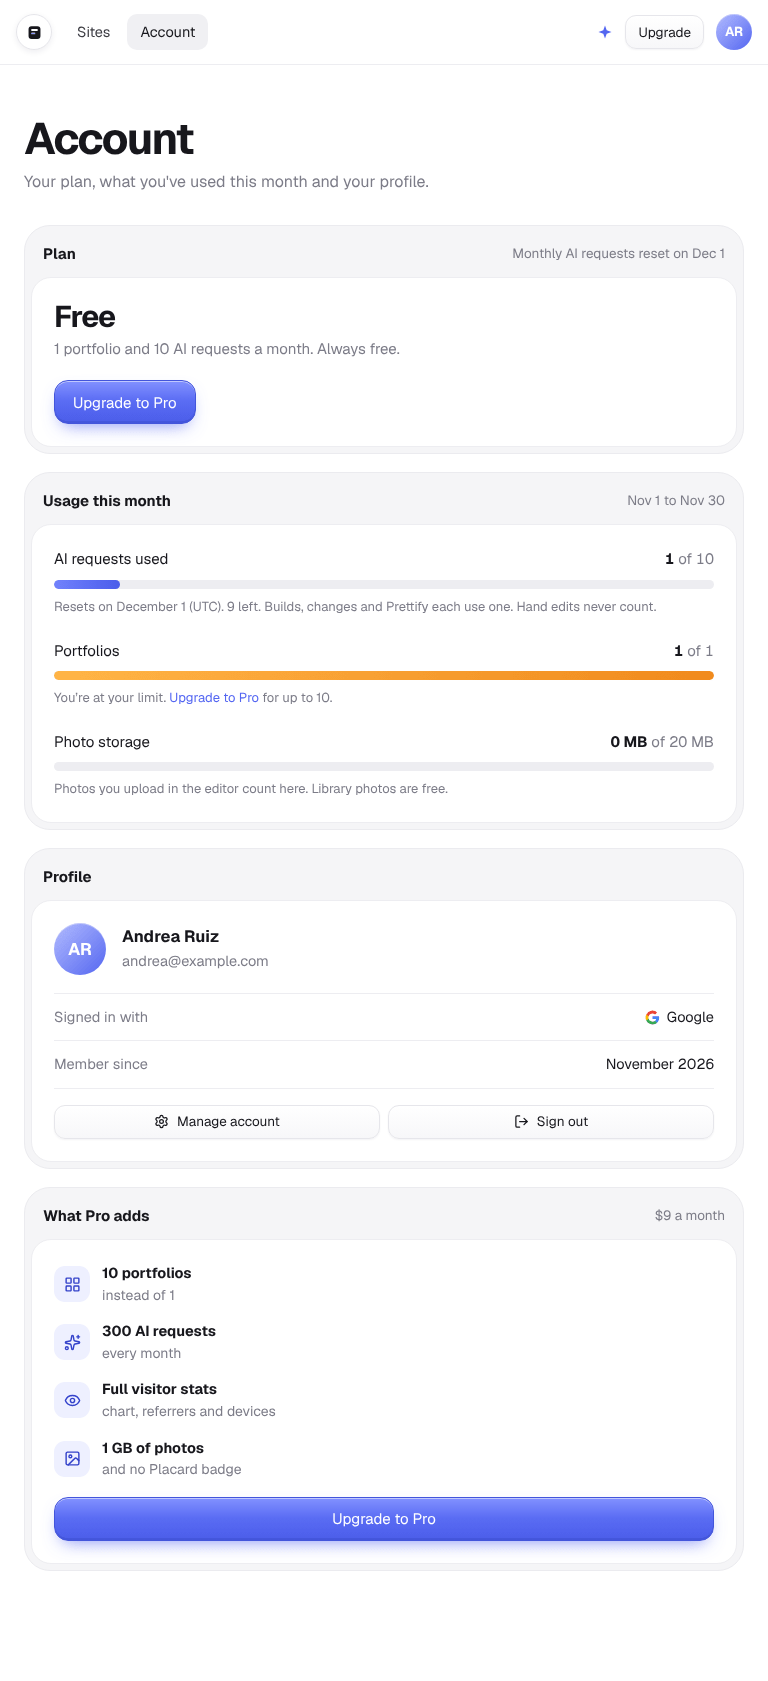 Sites
Account
Upgrade
AR
Account
Your plan, what you've used this month and your profile.
Plan
Monthly AI requests reset on Dec 1
Free
1 portfolio and 10 AI requests a month. Always free.
Upgrade to Pro
Usage this month
Nov 1 to Nov 30
AI requests used
1 of 10
Resets on December 1 (UTC). 9 left. Builds, changes and Prettify each use one. Hand edits never count.
Portfolios
1 of 1
You're at your limit. Upgrade to Pro for up to 10.
Photo storage
0 MB of 20 MB
Photos you upload in the editor count here. Library photos are free.
Profile
AR
Andrea Ruiz
andrea@example.com
Signed in with
Google
Member since
November 2026
Manage account
Sign out
What Pro adds
$9 a month
10 portfolios
instead of 1
300 AI requests
every month
Full visitor stats
chart, referrers and devices
1 GB of photos
and no Placard badge
Upgrade to Pro